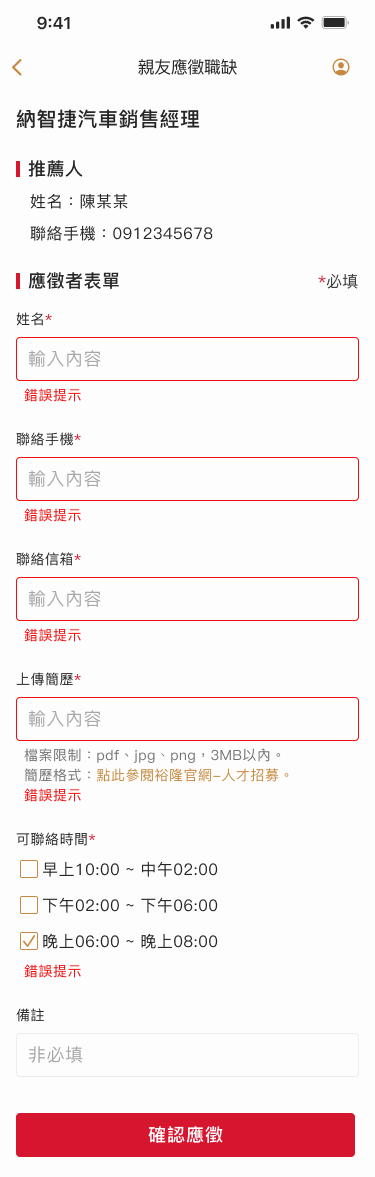 9:41
親友應徵職缺
納智捷汽車銷售經理
推薦人
姓名：陳某某
聯絡手機：0912345678
應徵者表單 *必填
姓名*
輸入內容
錯誤提示
聯絡手機*
輸入內容
錯誤提示
聯絡信箱*
輸入內容
錯誤提示
上傳簡歷*
輸入內容
檔案限制：pdf、jpg、png，3MB以內。
簡歷格式：點此參閱裕隆官網-人才招募。
錯誤提示
可聯絡時間*
早上10:00 ~ 中午02:00
下午02:00 ~ 下午06:00
晚上06:00 ~ 晚上08:00
錯誤提示
備註
非必填
確認應徵